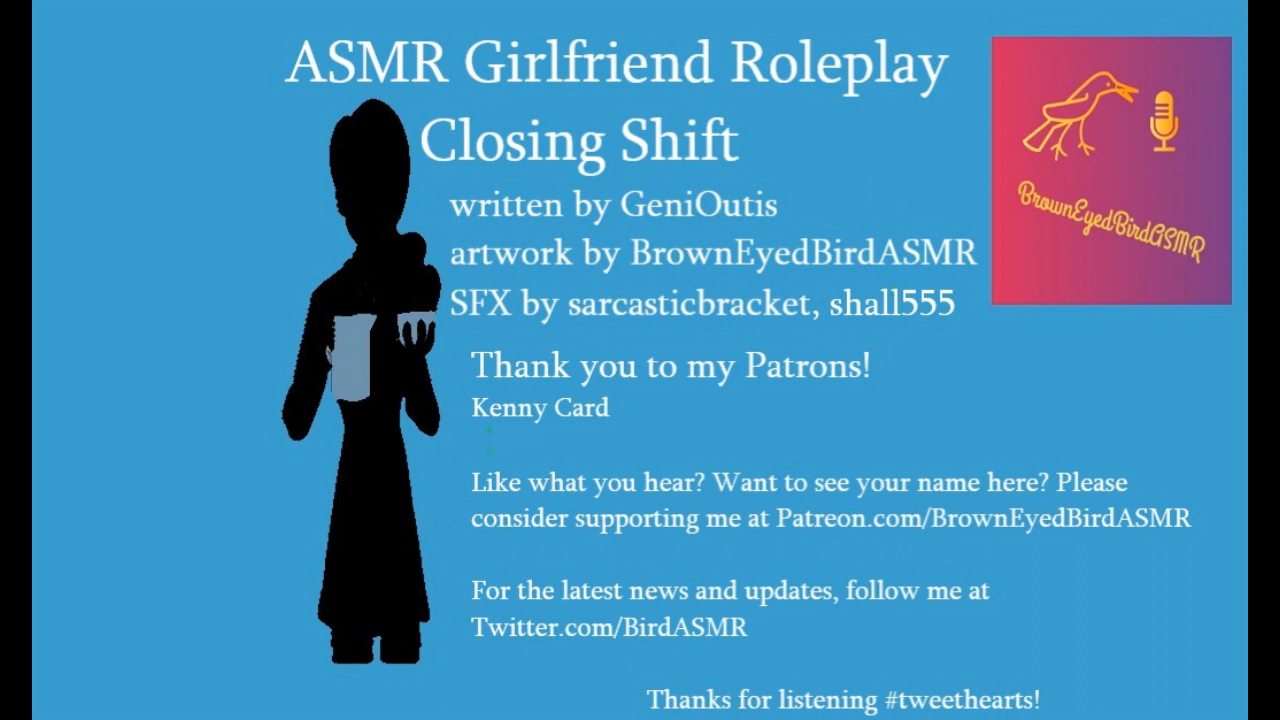 ASMR Girlfriend Roleplay
Closing Shift
written by GeniOutis
artwork by BrownEyedBirdASMR
SFX by sarcasticbracket, shall555
BrownEyedBirdASMR
Thank you to my Patrons!
Kenny Card
Like what you hear? Want to see your name here? Please
consider supporting me at Patreon.com/BrownEyedBirdASMR
For the latest news and updates, follow me at
Twitter.com/BirdASMR
Thanks for listening #tweethearts!